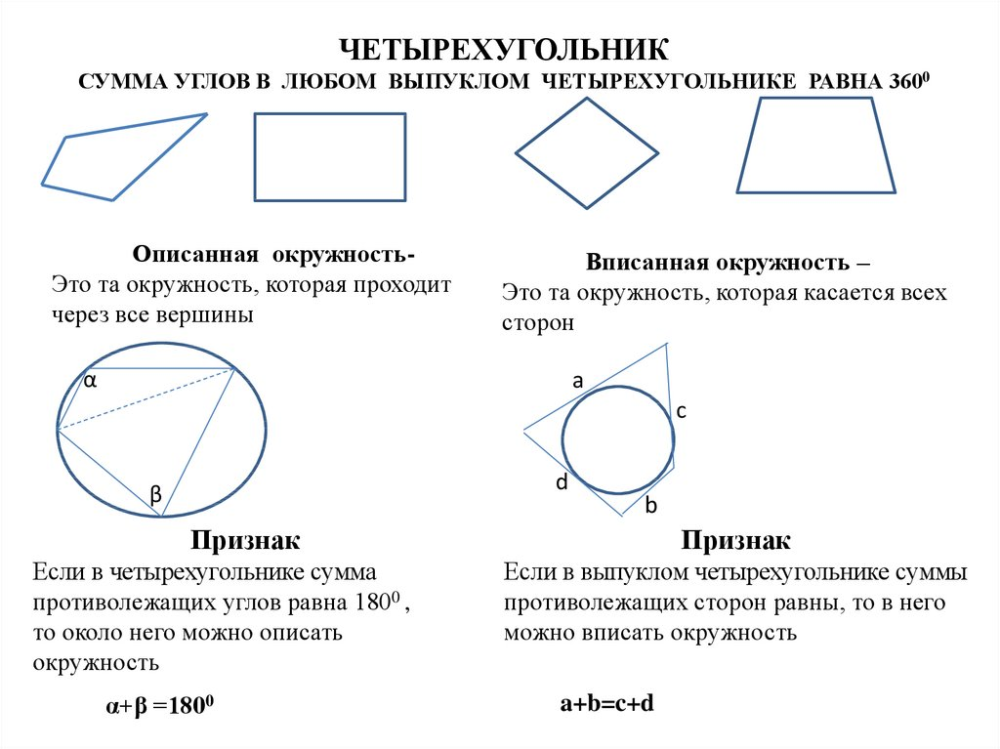 ЧЕТЫРЕХУГОЛЬНИК
СУММА УГЛОВ В ЛЮБОМ ВЫПУКЛОМ ЧЕТЫРЕХУГОЛЬНИКЕ РАВНА 360⁰
Описанная окружность-
Это та окружность, которая проходит
через все вершины
α
β
Признак
Если в четырехугольнике сумма
противолежащих углов равна 180⁰ ,
то около него можно описать
окружность
α+β =180⁰
Вписанная окружность –
Это та окружность, которая касается всех
сторон
a
c
d
b
Признак
Если в выпуклом четырехугольнике суммы
противолежащих сторон равны, то в него
можно вписать окружность
a+b=c+d